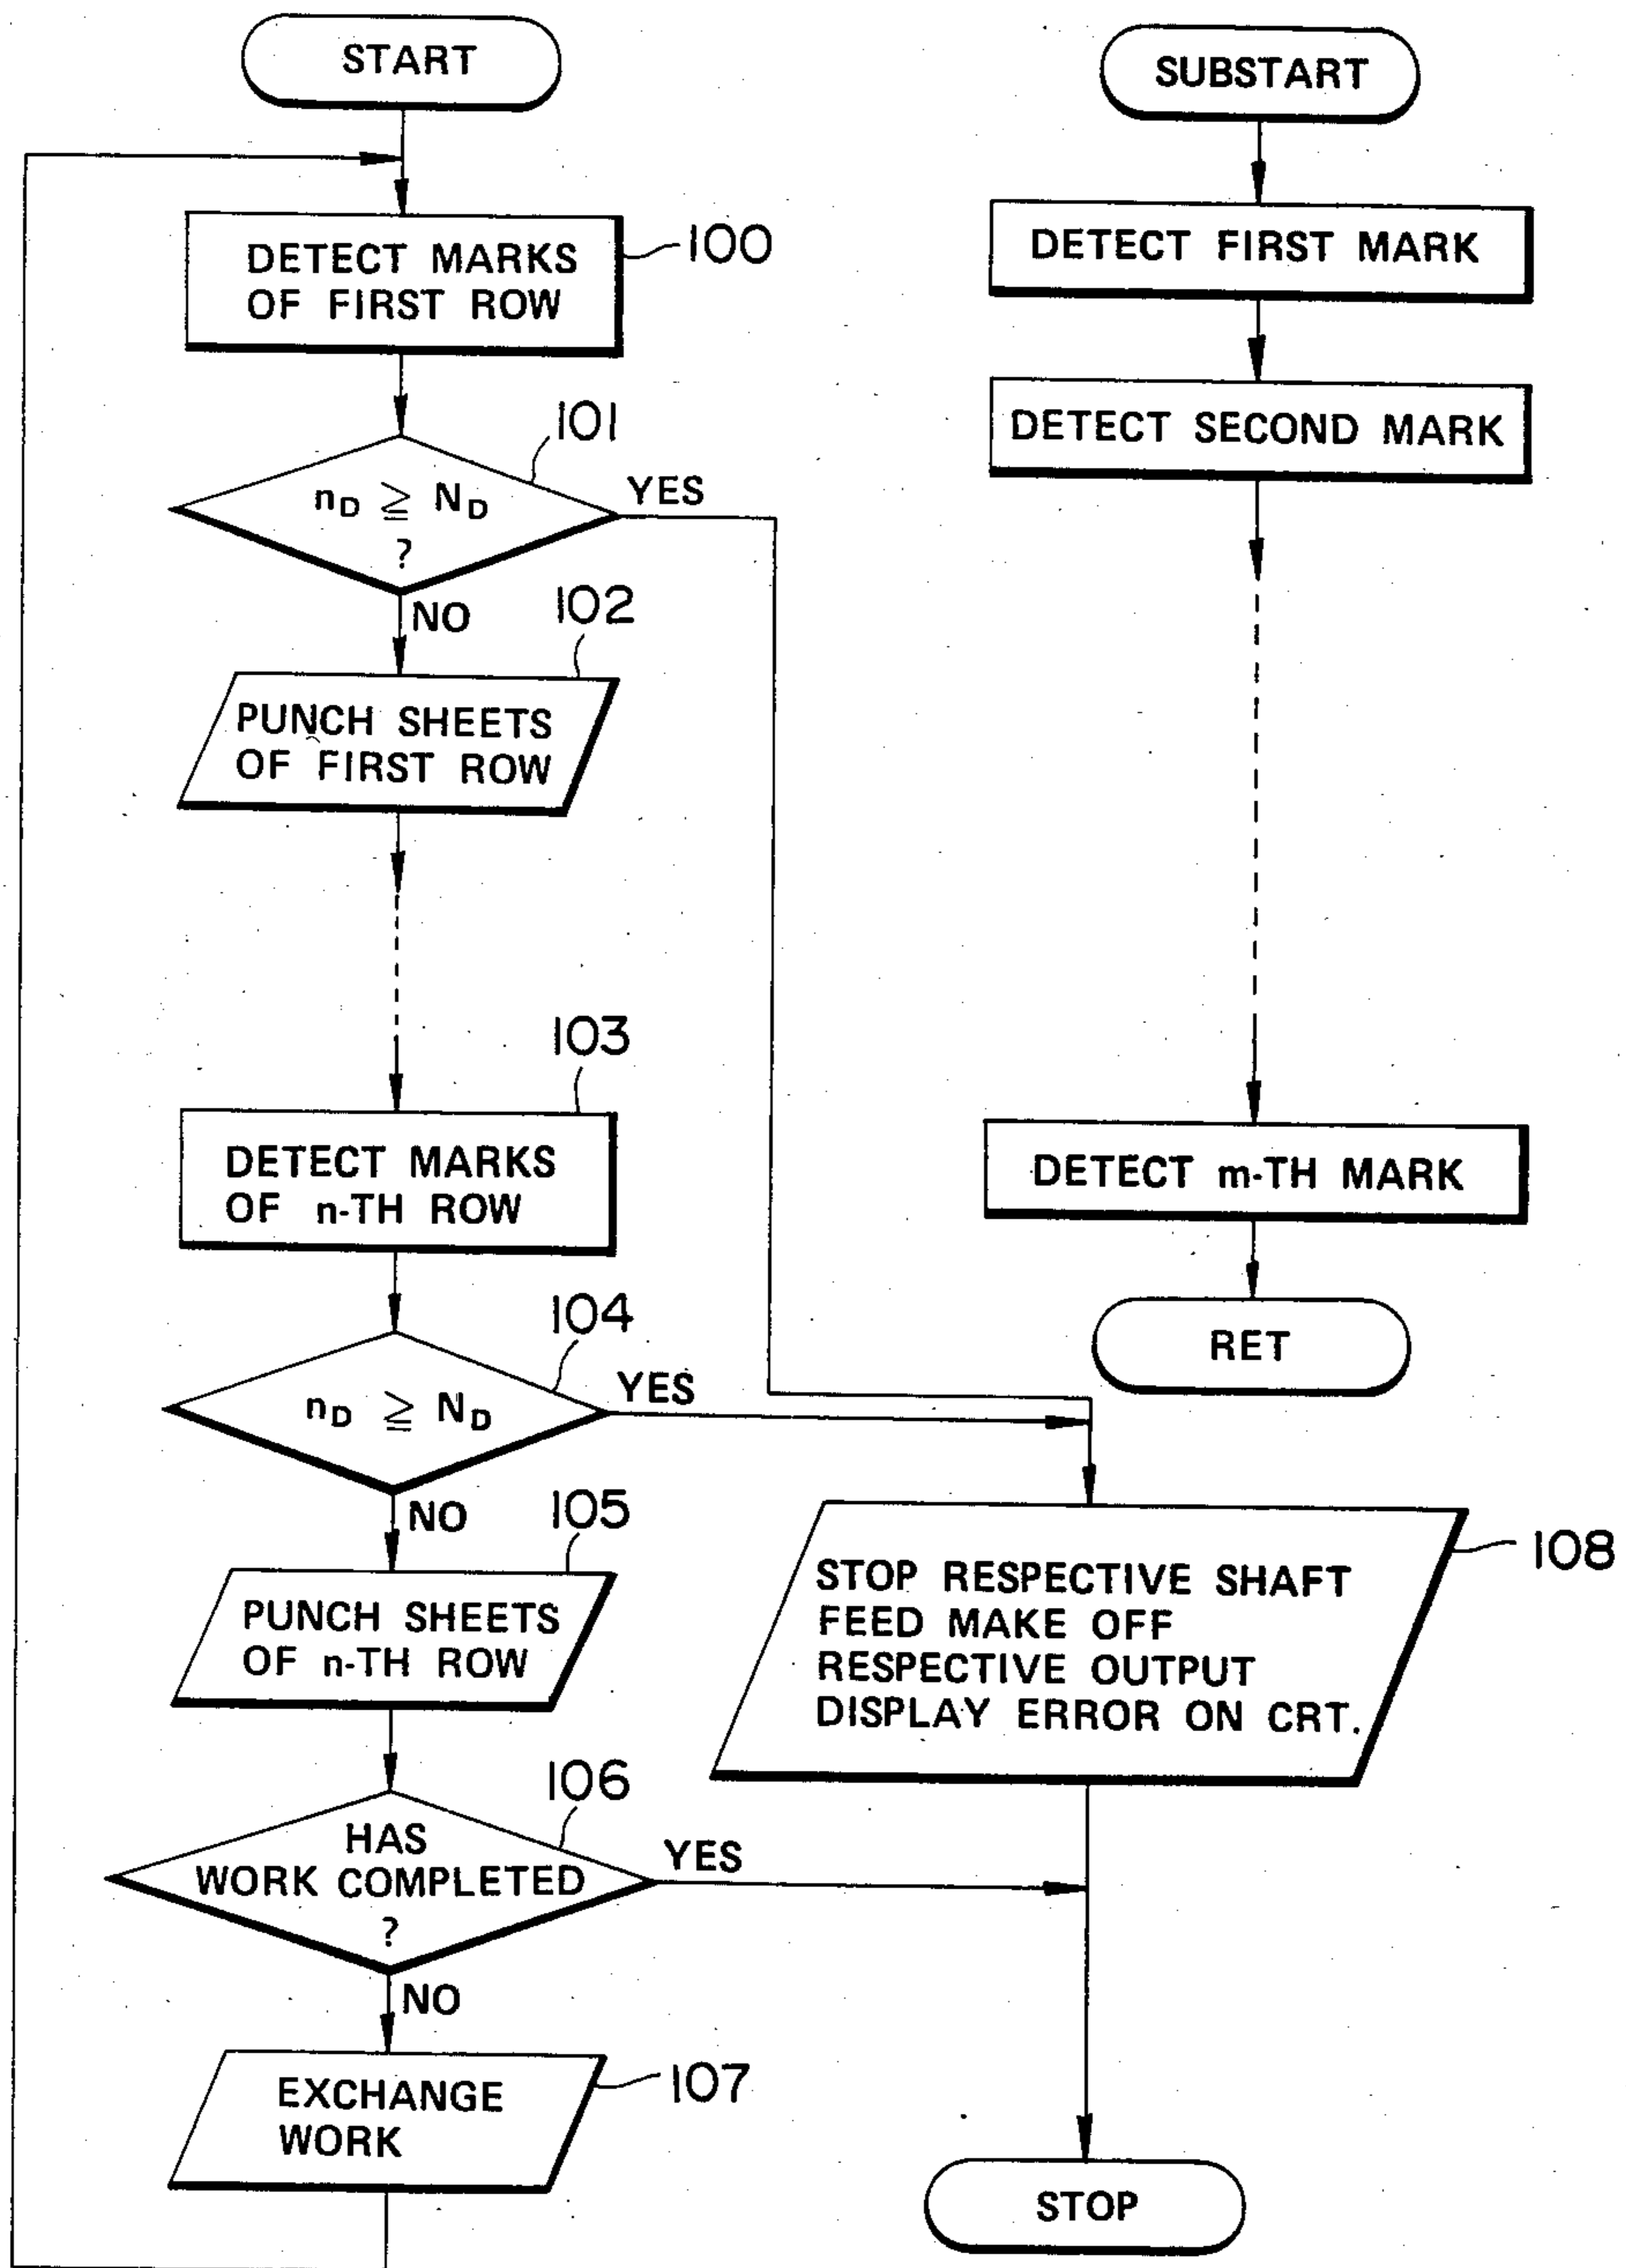 START
DETECT MARKS
OF FIRST ROW
100
101
nD ≧ ND
?
YES
NO
102
PUNCH SHEETS
OF FIRST ROW
103
DETECT MARKS
OF n-TH ROW
104
nD ≧ ND
YES
NO
105
PUNCH SHEETS
OF n-TH ROW
106
HAS
WORK COMPLETED
?
YES
NO
EXCHANGE
WORK
107
SUBSTART
DETECT FIRST MARK
DETECT SECOND MARK
DETECT m-TH MARK
RET
108
STOP RESPECTIVE SHAFT
FEED MAKE OFF
RESPECTIVE OUTPUT
DISPLAY ERROR ON CRT.
STOP